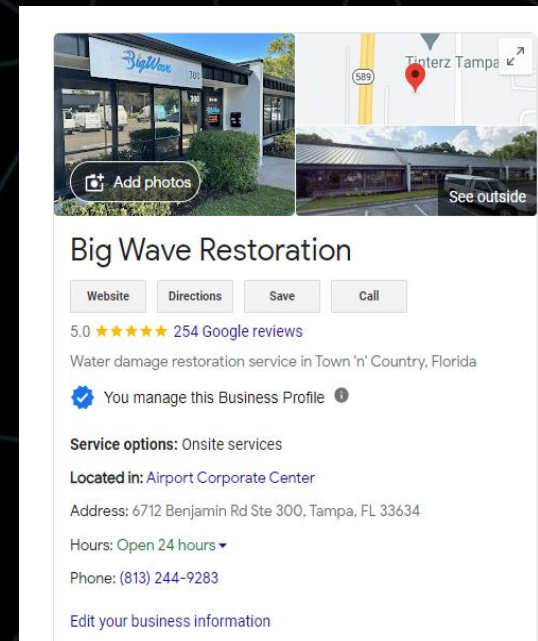 BigWave
300
300
Tinterz Tampa
589
Add photos
See outside
Big Wave Restoration
Website Directions Save Call
5.0 ★★★★★ 254 Google reviews
Water damage restoration service in Town 'n' Country, Florida
You manage this Business Profile
Service options: Onsite services
Located in: Airport Corporate Center
Address: 6712 Benjamin Rd Ste 300, Tampa, FL 33634
Hours: Open 24 hours
Phone: (813) 244-9283
Edit your business information